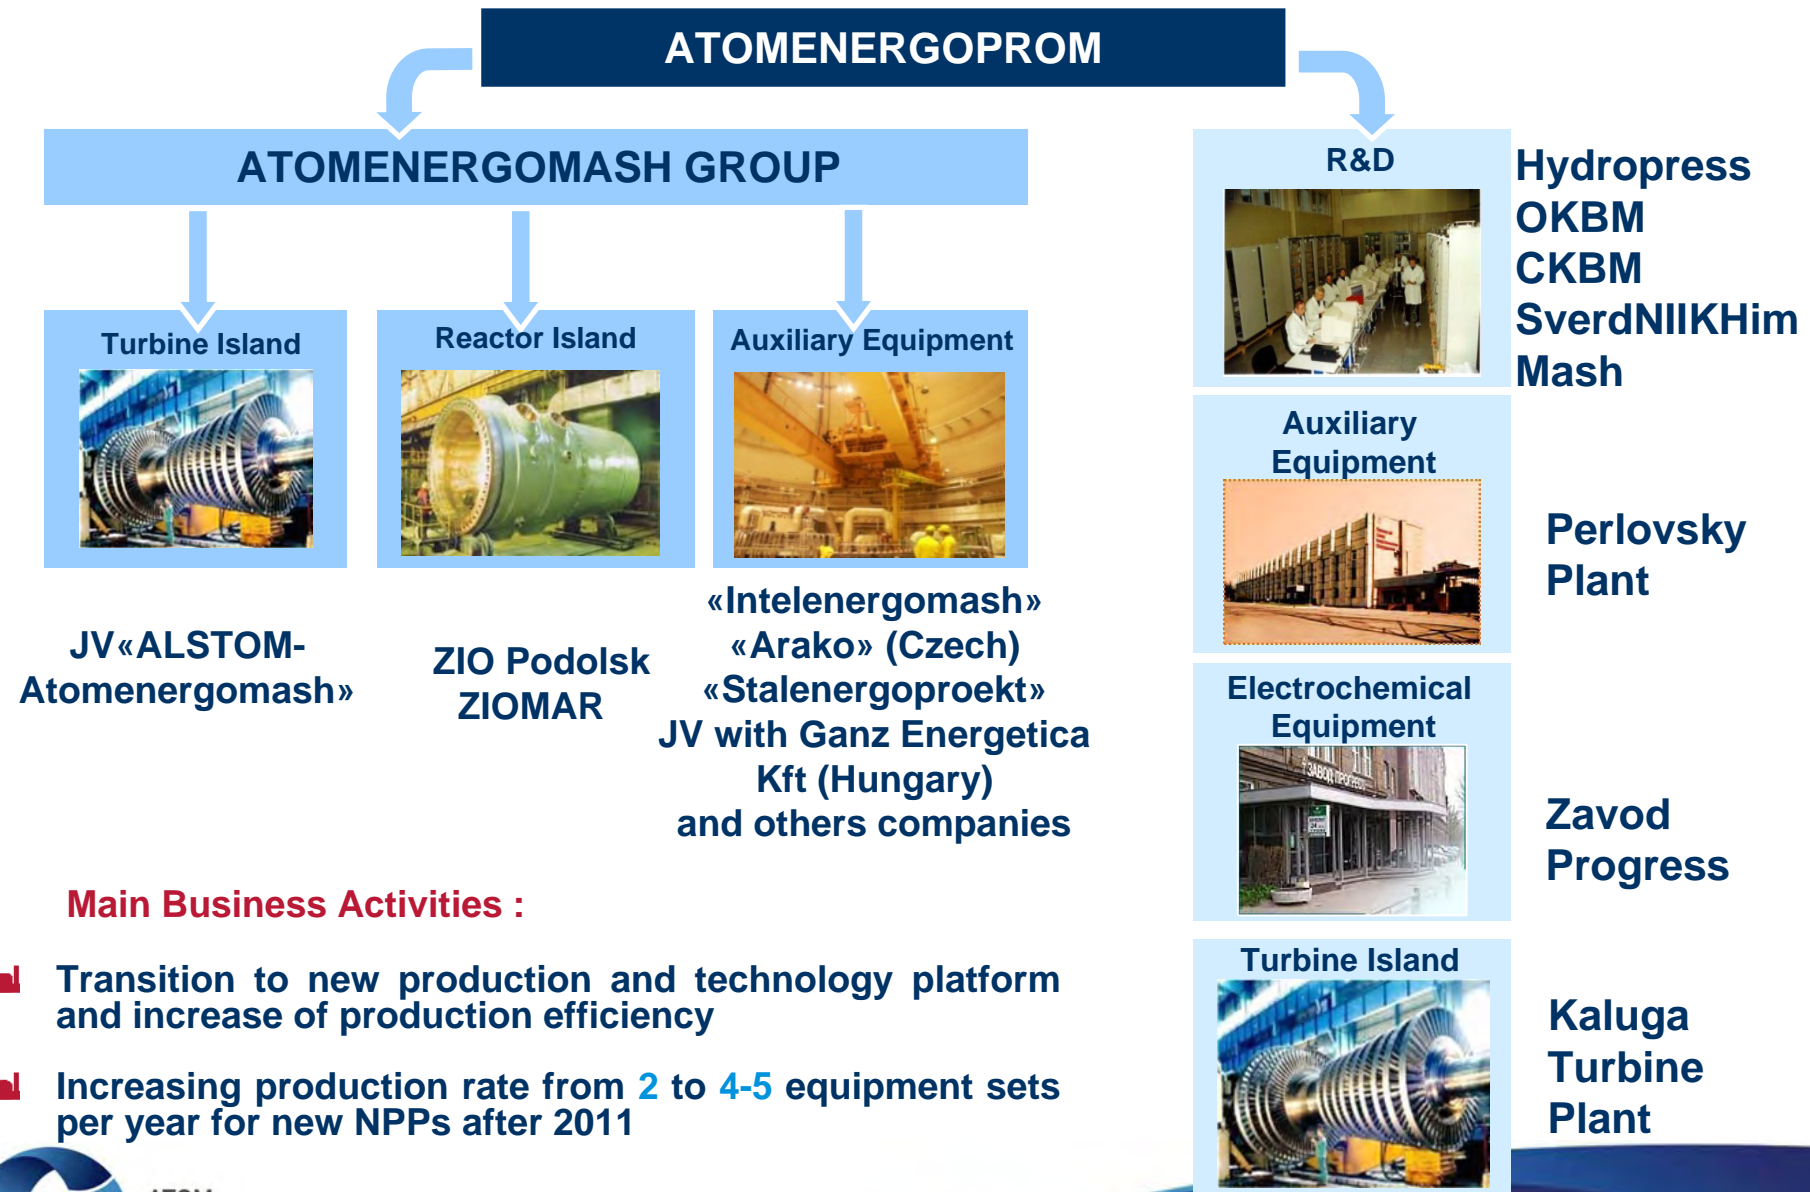 ATOMENERGOPROM
ATOMENERGOMASH GROUP
Turbine Island
Reactor Island
Auxiliary Equipment
JV«ALSTOM-
Atomenergomash»
ZIO Podolsk
ZIOMAR
«Intelenergomash»
«Arako» (Czech)
«Stalenergoproekt»
JV with Ganz Energetica
Kft (Hungary)
and others companies
R&D
Hydropress
OKBM
CKBM
SverdNIIKHim
Mash
Auxiliary
Equipment
Perlovsky
Plant
Electrochemical
Equipment
ЗАВОД ПРОГРЕСС
Zavod
Progress
Turbine Island
Kaluga
Turbine
Plant
Main Business Activities :
Transition to new production and technology platform
and increase of production efficiency
Increasing production rate from 2 to 4-5 equipment sets
per year for new NPPs after 2011